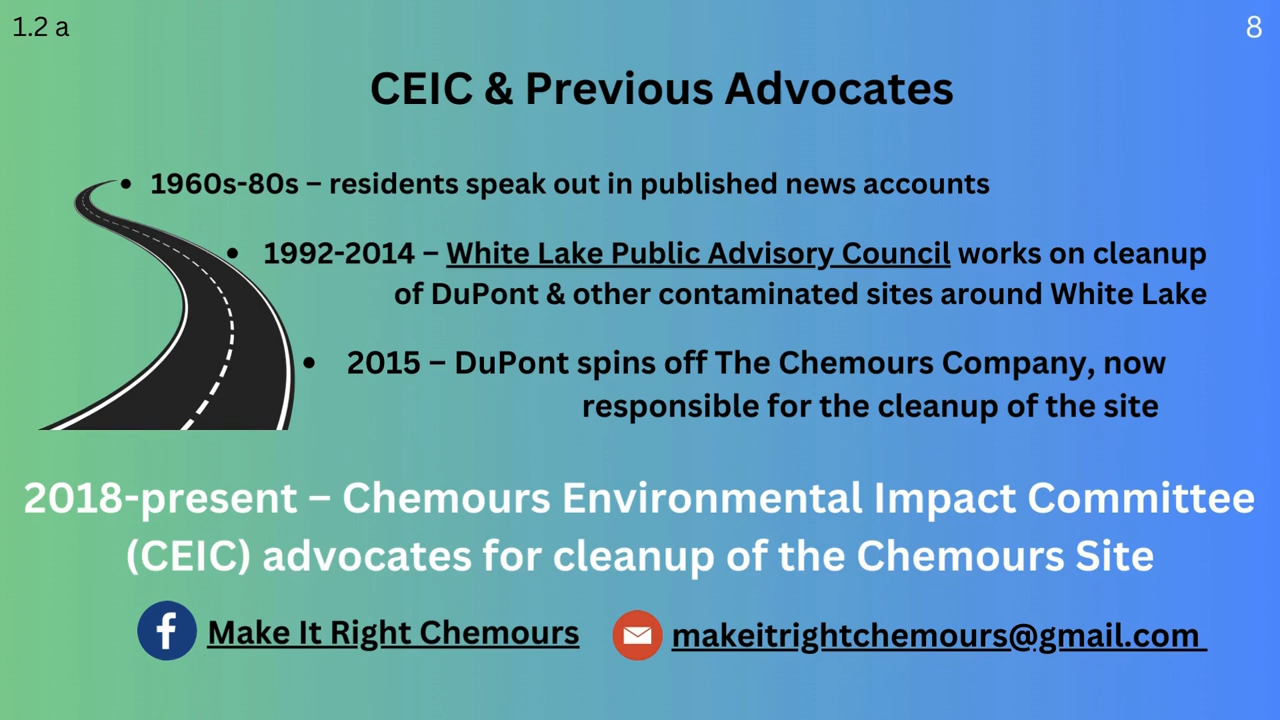 1.2 a
8
CEIC & Previous Advocates
• 1960s-80s – residents speak out in published news accounts
• 1992-2014 – White Lake Public Advisory Council works on cleanup
of DuPont & other contaminated sites around White Lake
• 2015 – DuPont spins off The Chemours Company, now
responsible for the cleanup of the site
2018-present – Chemours Environmental Impact Committee
(CEIC) advocates for cleanup of the Chemours Site
Make It Right Chemours
makeitrightchemours@gmail.com